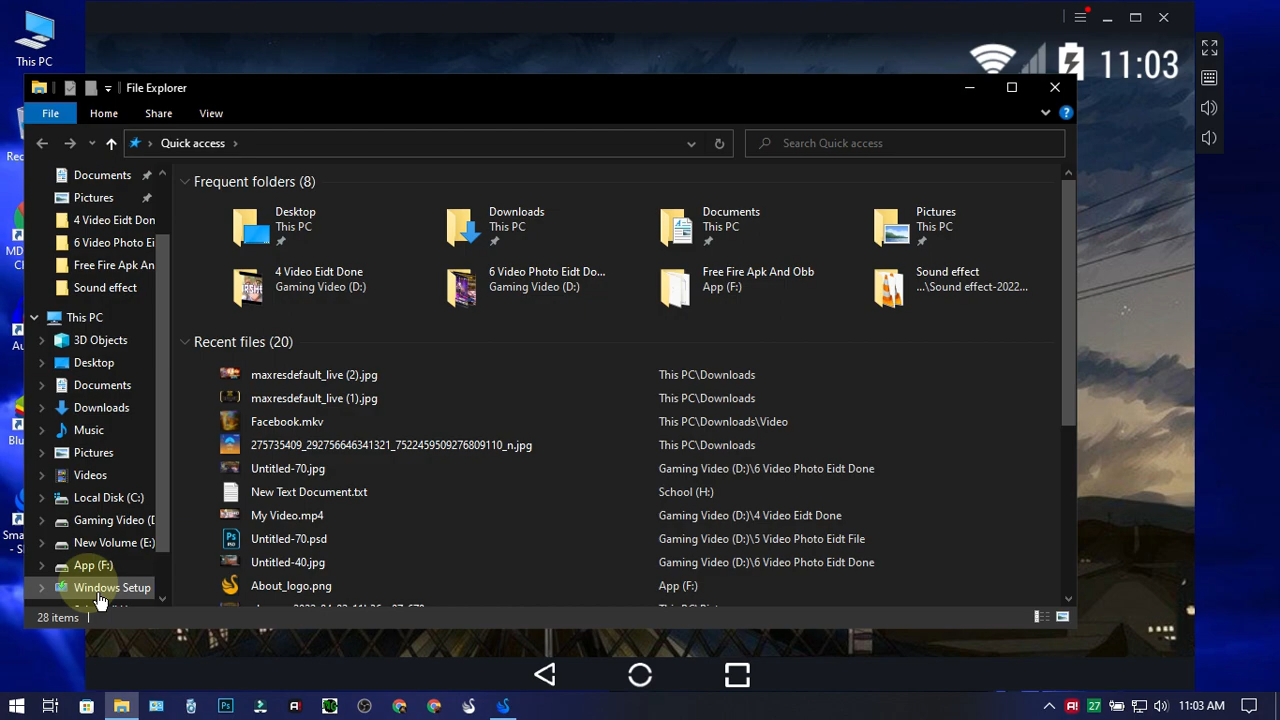 This PC
11:03
File Explorer
File
Home
Share
View
Quick access
Search Quick access
Documents
Pictures
4 Video Eidt Don
6 Video Photo Ei
Free Fire Apk An
Sound effect
This PC
3D Objects
Desktop
Documents
Downloads
Music
Pictures
Videos
Local Disk (C:)
Gaming Video (D
New Volume (E:)
App (F:)
Windows Setup
Frequent folders (8)
Desktop
This PC
Downloads
This PC
Documents
This PC
Pictures
This PC
4 Video Eidt Done
Gaming Video (D:)
6 Video Photo Eidt Do...
Gaming Video (D:)
Free Fire Apk And Obb
App (F:)
Sound effect
...\Sound effect-2022...
Recent files (20)
maxresdefault_live (2).jpg This PC\Downloads
maxresdefault_live (1).jpg This PC\Downloads
Facebook.mkv This PC\Downloads\Video
275735409_292756646341321_7522459509276809110_n.jpg This PC\Downloads
Untitled-70.jpg Gaming Video (D:)\6 Video Photo Eidt Done
New Text Document.txt School (H:)
My Video.mp4 Gaming Video (D:)\4 Video Eidt Done
Untitled-70.psd Gaming Video (D:)\5 Video Photo Eidt File
Untitled-40.jpg Gaming Video (D:)\6 Video Photo Eidt Done
About_logo.png App (F:)
28 items
Rec
MD
C
Au
Blu
Sma
- S
27
11:03 AM